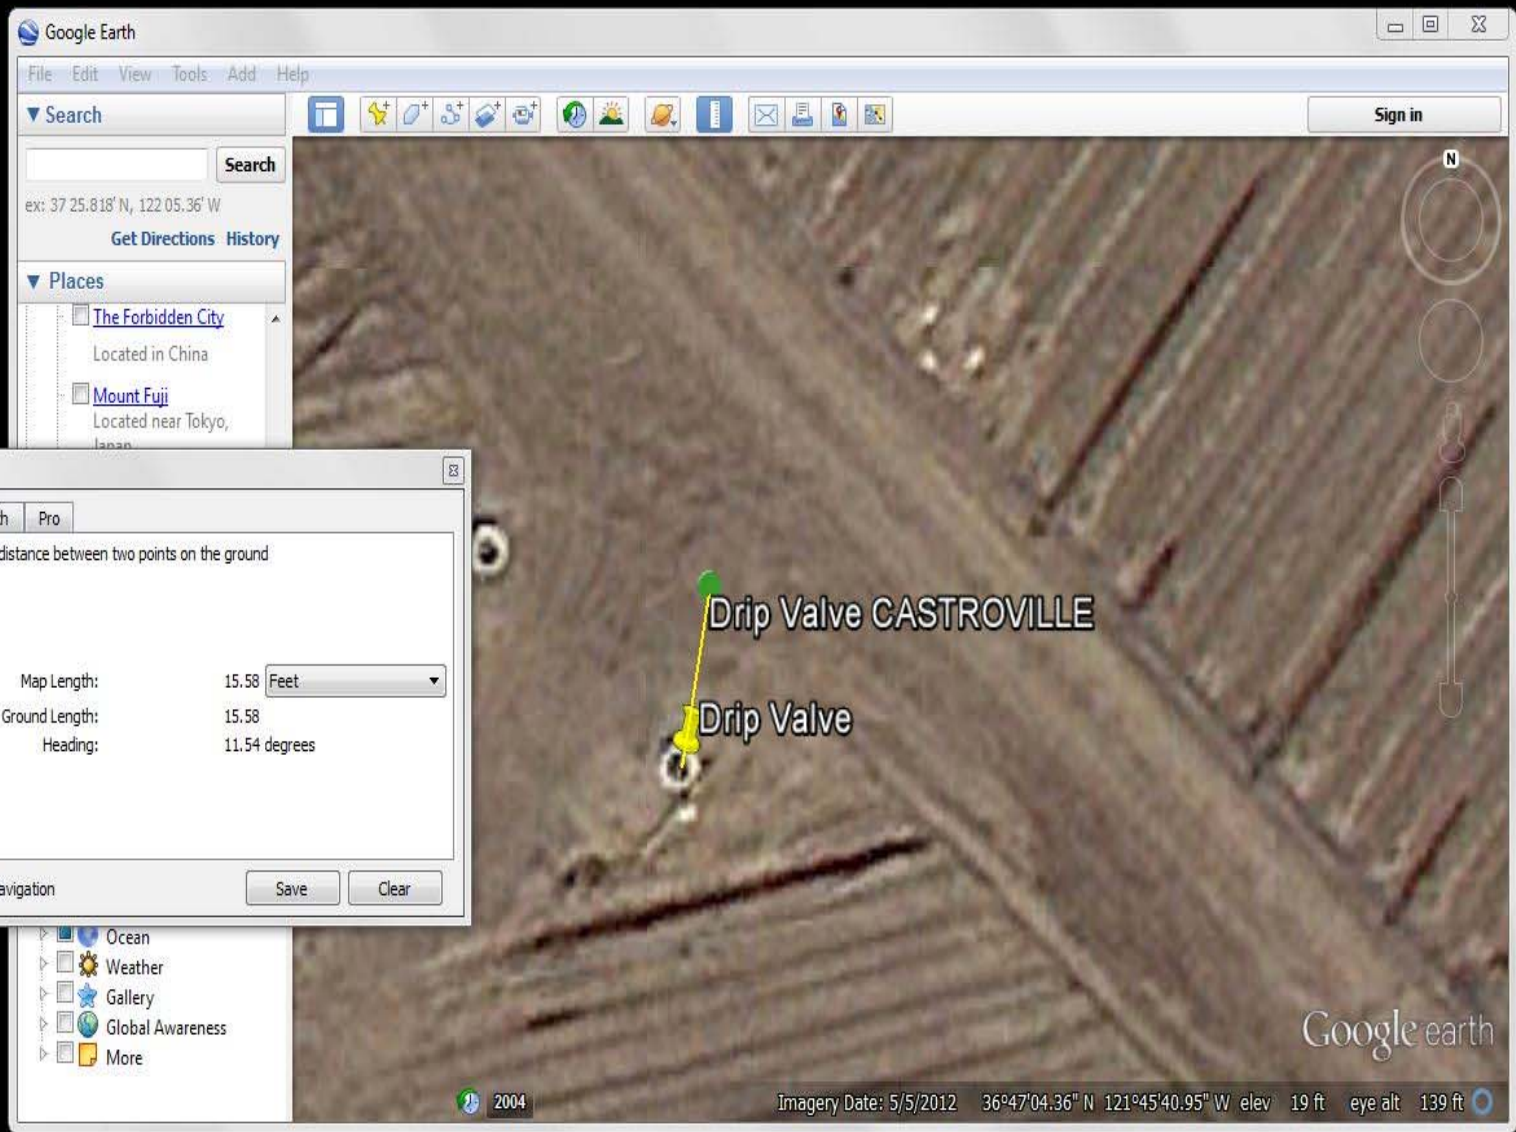 Google Earth
File Edit View Tools Add Help
▼ Search
Sign in
Search
ex: 37 25.818' N, 122 05.36' W
Get Directions History
▼ Places
The Forbidden City
Located in China
Mount Fuji
Located near Tokyo,
Japan
Pro
distance between two points on the ground
Map Length: 15.58 Feet
Ground Length: 15.58
Heading: 11.54 degrees
avigation Save Clear
Ocean
Weather
Gallery
Global Awareness
More
N
Drip Valve CASTROVILLE
Drip Valve
Google earth
2004
Imagery Date: 5/5/2012 36°47'04.36" N 121°45'40.95" W elev 19 ft eye alt 139 ft